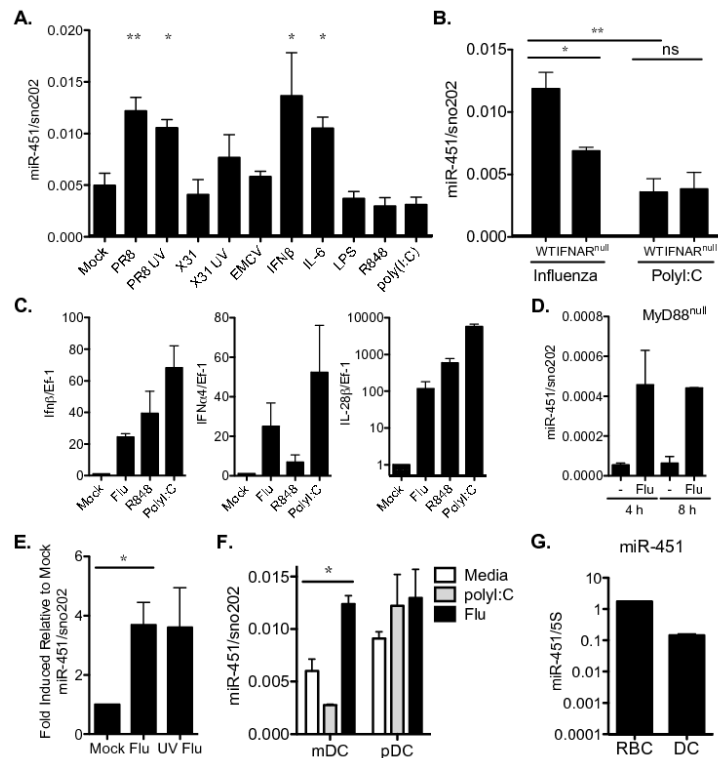 A.
miR-451/sno202
0.020
0.015
0.010
0.005
0.000
** * * *
Mock PR8 PR8 UV X31 X31 UV EMCV IFNβ IL-6 LPS R848 poly(I:C)
B.
miR-451/sno202
0.015
0.010
0.005
0.000
**
* ns
WT IFNAR^null WT IFNAR^null
Influenza PolyI:C
C.
Ifnβ/Ef-1
100
80
60
40
20
0
Mock Flu R848 PolyI:C
IFNα4/Ef-1
80
60
40
20
0
Mock Flu R848 PolyI:C
IL-28β/Ef-1
10000
1000
100
10
1
Mock Flu R848 PolyI:C
D.
MyD88^null
miR-451/sno202
0.0008
0.0006
0.0004
0.0002
0.0000
- Flu - Flu
4 h 8 h
E.
Fold Induced Relative to Mock
miR-451/sno202
6
4
2
0
*
Mock Flu UV Flu
F.
miR-451/sno202
0.015
0.010
0.005
0.000
*
mDC pDC
Media
polyI:C
Flu
G.
miR-451
miR-451/5S
10
1
0.1
0.01
0.001
0.0001
RBC DC